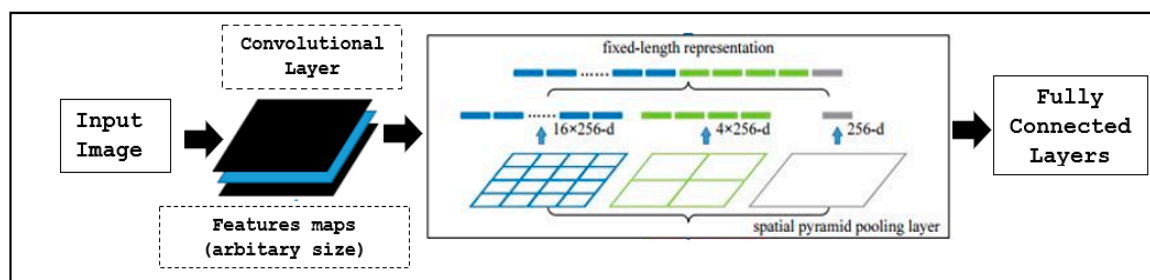 Input
Image
Convolutional
Layer
Features maps
(arbitary size)
fixed-length representation
16×256-d
4×256-d
256-d
spatial pyramid pooling layer
Fully
Connected
Layers